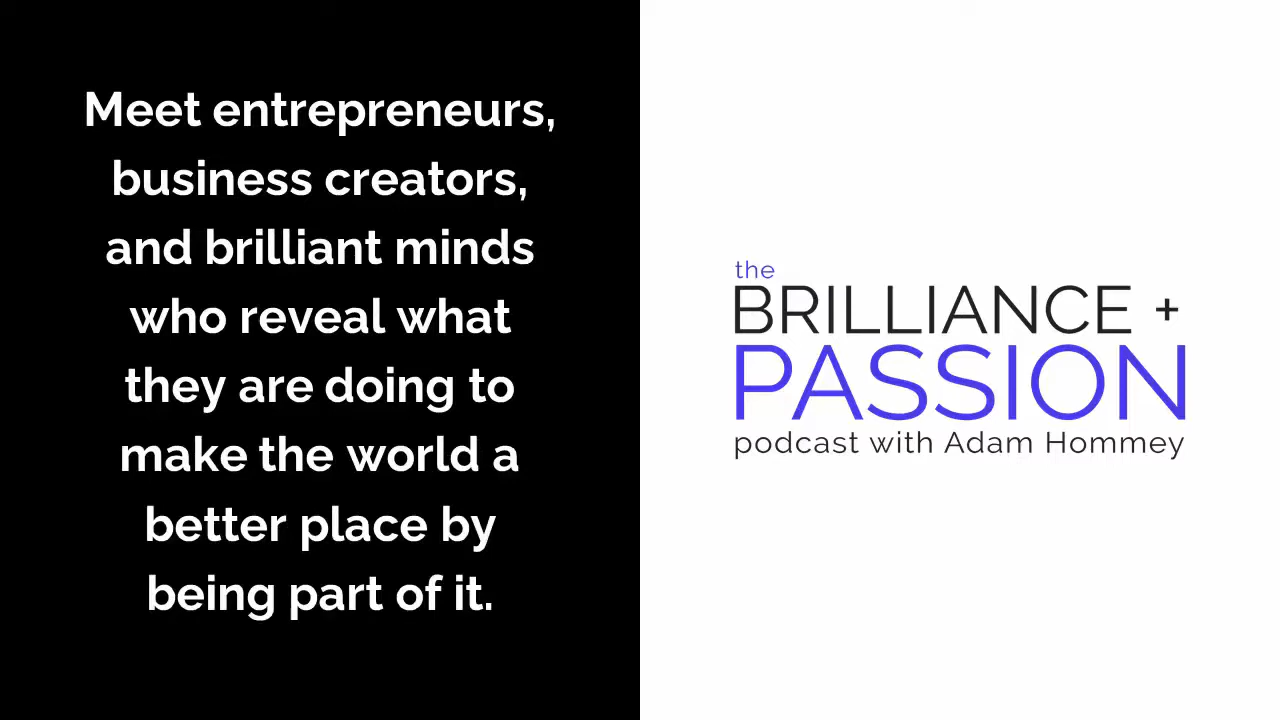 Meet entrepreneurs,
business creators,
and brilliant minds
who reveal what
they are doing to
make the world a
better place by
being part of it.
the
BRILLIANCE +
PASSION
podcast with Adam Hommey